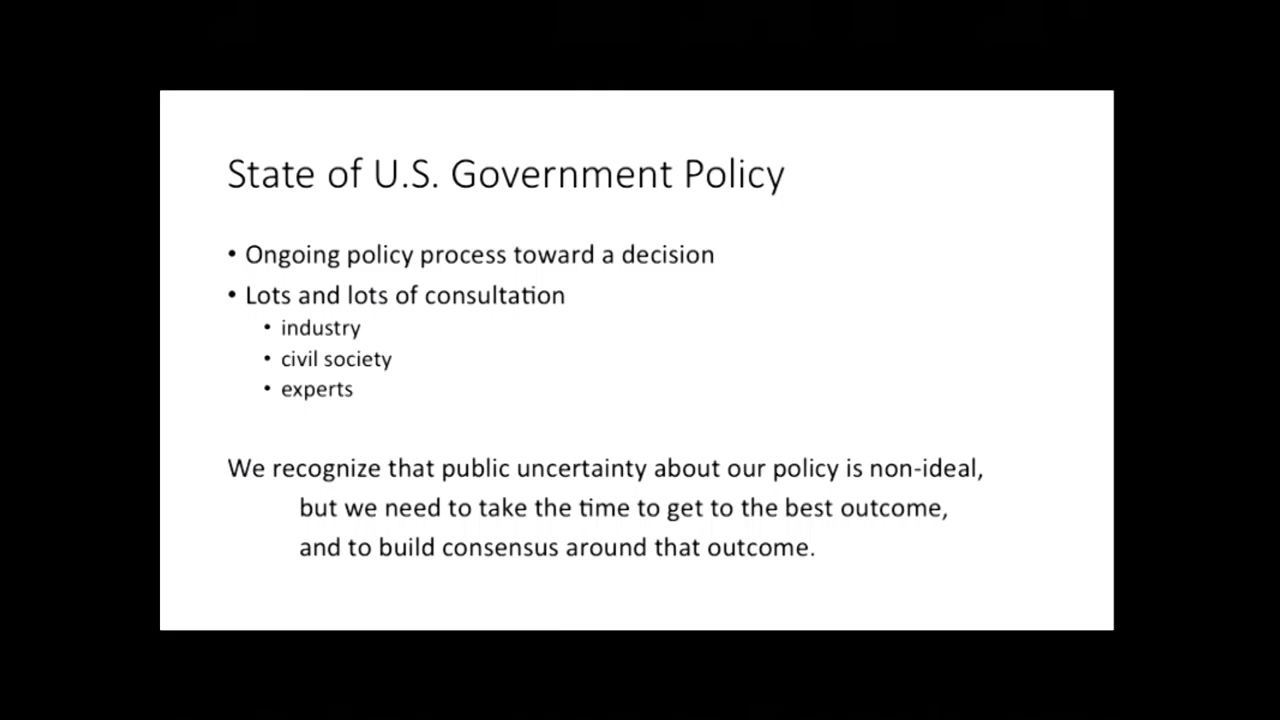 State of U.S. Government Policy
• Ongoing policy process toward a decision
• Lots and lots of consultation
• industry
• civil society
• experts
We recognize that public uncertainty about our policy is non-ideal,
but we need to take the time to get to the best outcome,
and to build consensus around that outcome.